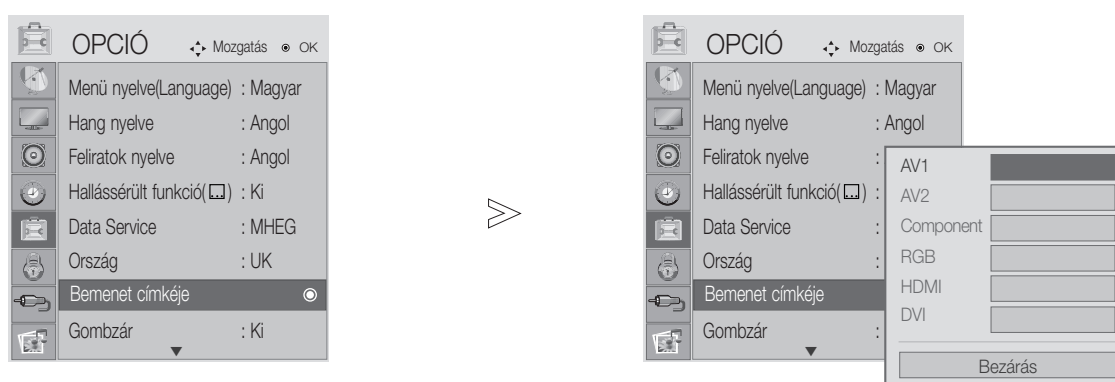 OPCIÓ Mozgatás OK
Menü nyelve(Language) : Magyar
Hang nyelve : Angol
Feliratok nyelve : Angol
Hallássérült funkció( ) : Ki
Data Service : MHEG
Ország : UK
Bemenet címkéje
Gombzár : Ki
OPCIÓ Mozgatás OK
Menü nyelve(Language) : Magyar
Hang nyelve : Angol
Feliratok nyelve :
Hallássérült funkció( ) :
Data Service :
Ország :
Bemenet címkéje
Gombzár :
AV1
AV2
Component
RGB
HDMI
DVI
Bezárás